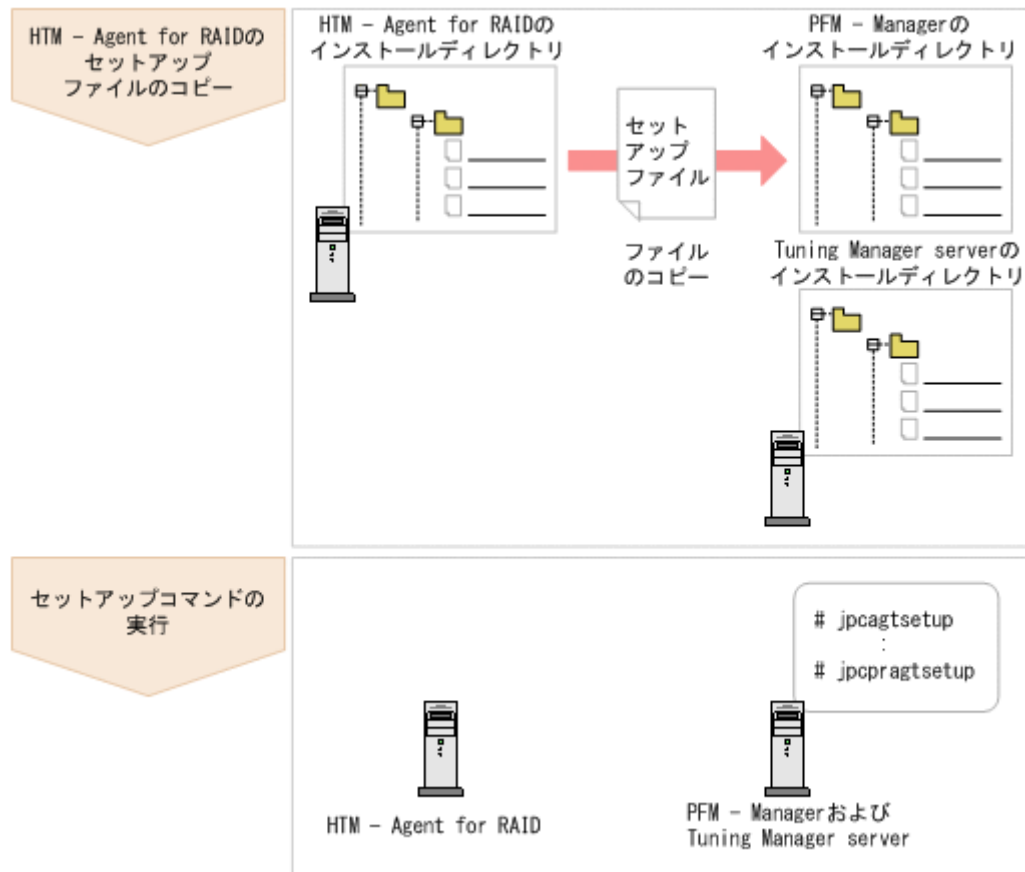 HTM - Agent for RAIDの
セットアップ
ファイルのコピー
HTM - Agent for RAIDの
インストールディレクトリ
PFM - Managerの
インストールディレクトリ
セット
アップ
ファイル
ファイル
のコピー
Tuning Manager serverの
インストールディレクトリ
セットアップコマンドの
実行
# jpcagtsetup
:
# jpcpragtsetup
HTM - Agent for RAID
PFM - Managerおよび
Tuning Manager server